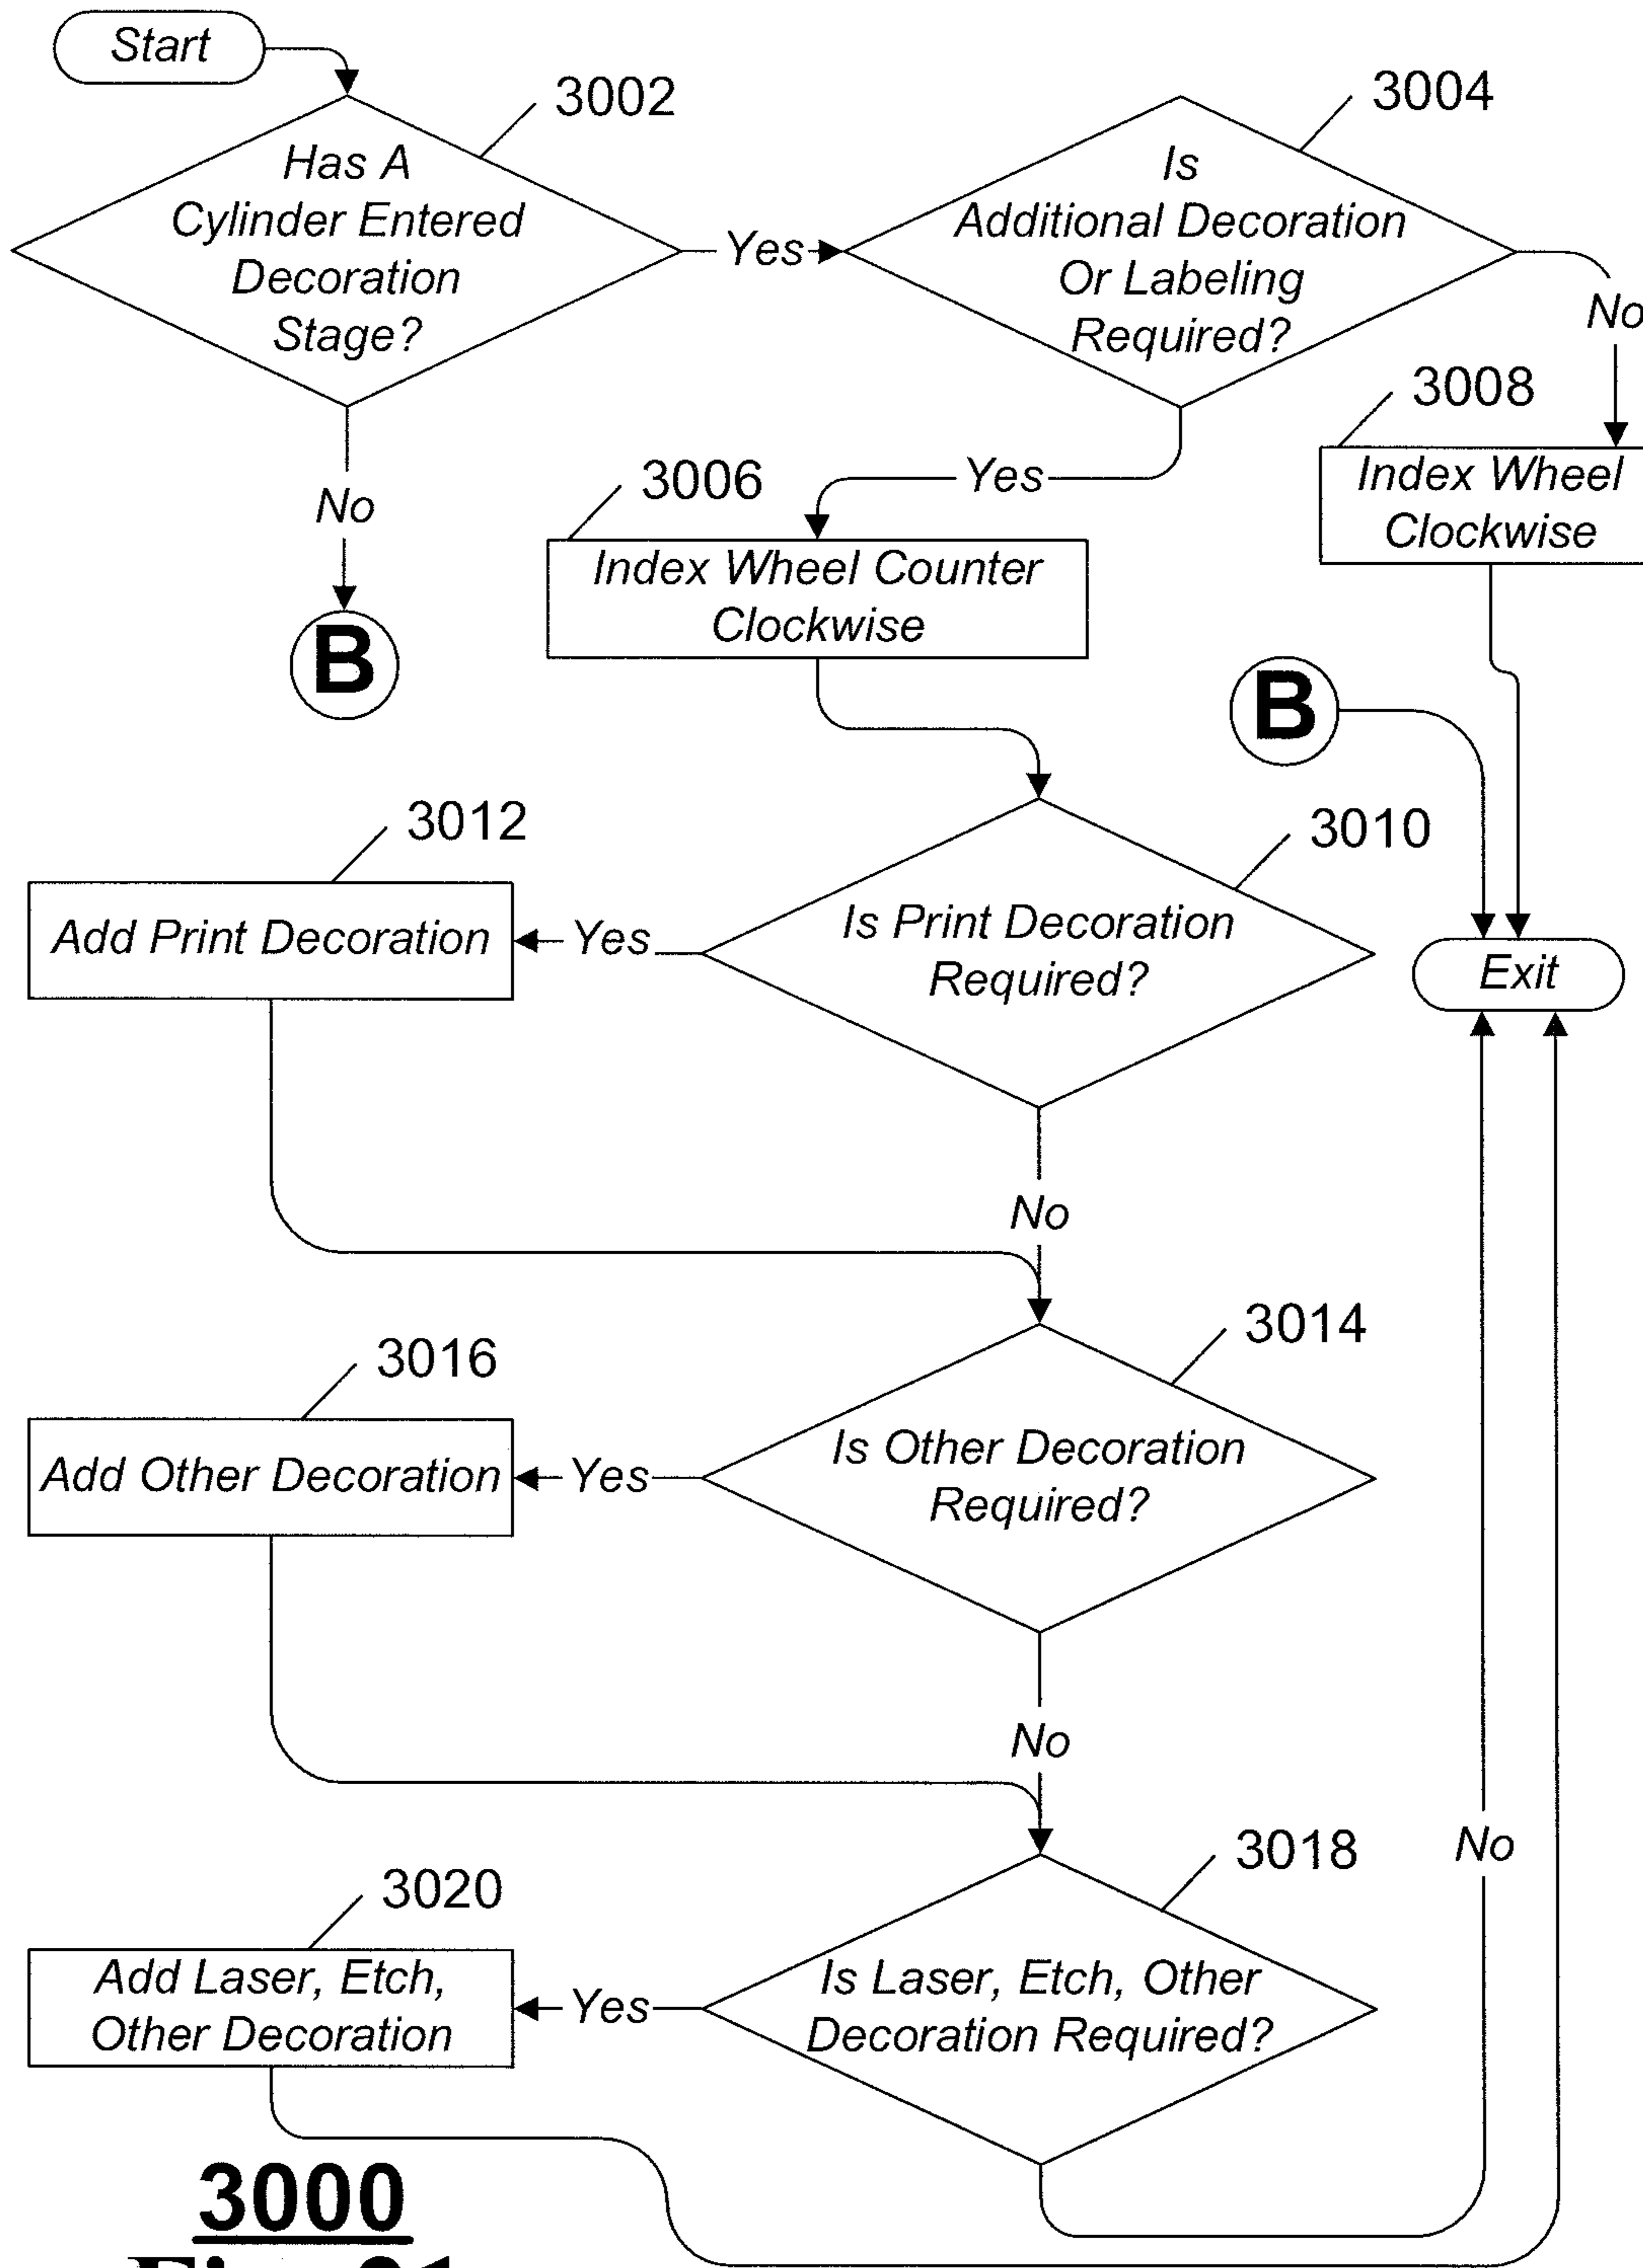 Start
3002
Has A
Cylinder Entered
Decoration
Stage?
Yes
3004
Is
Additional Decoration
Or Labeling
Required?
No
3008
Index Wheel
Clockwise
Yes
3006
Index Wheel Counter
Clockwise
No
B
B
3012
Add Print Decoration
Yes
3010
Is Print Decoration
Required?
Exit
No
3016
Add Other Decoration
Yes
3014
Is Other Decoration
Required?
No
3020
Add Laser, Etch,
Other Decoration
Yes
3018
Is Laser, Etch, Other
Decoration Required?
No
3000